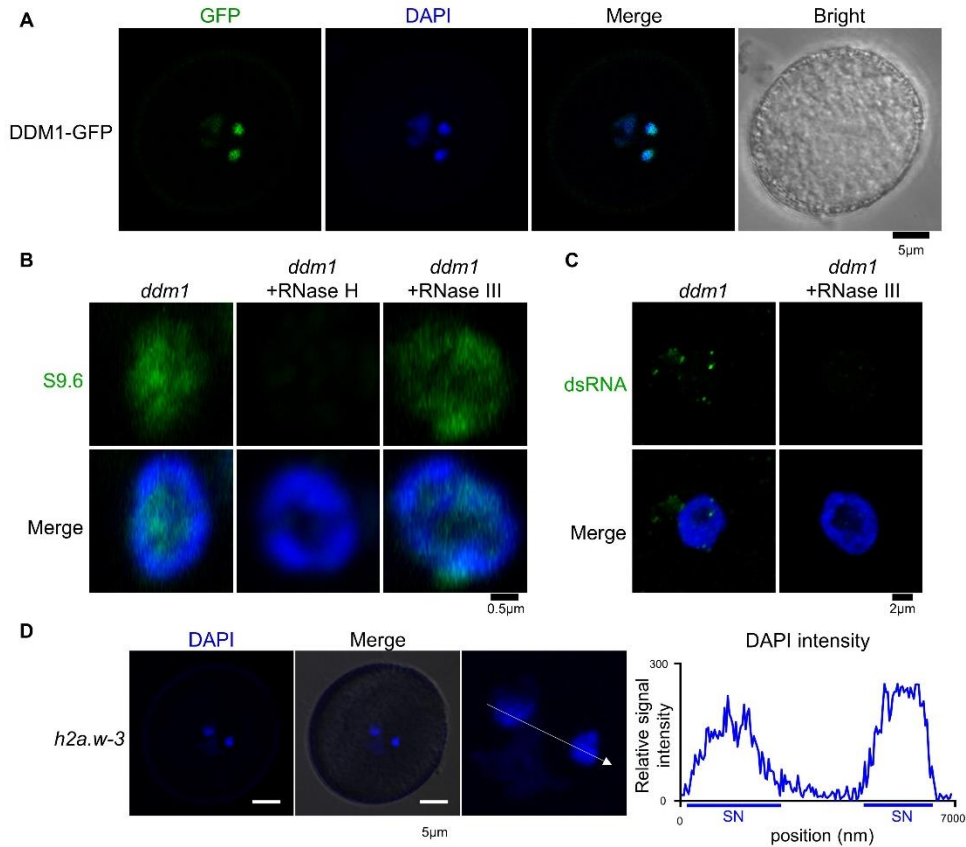 A
GFP
DAPI
Merge
Bright
DDM1-GFP
5µm
B
ddm1
ddm1
+RNase H
ddm1
+RNase III
S9.6
Merge
0.5µm
C
ddm1
ddm1
+RNase III
dsRNA
Merge
2µm
D
DAPI
Merge
h2a.w-3
5µm
DAPI intensity
Relative signal
intensity
300
0
SN
SN
0
7000
position (nm)